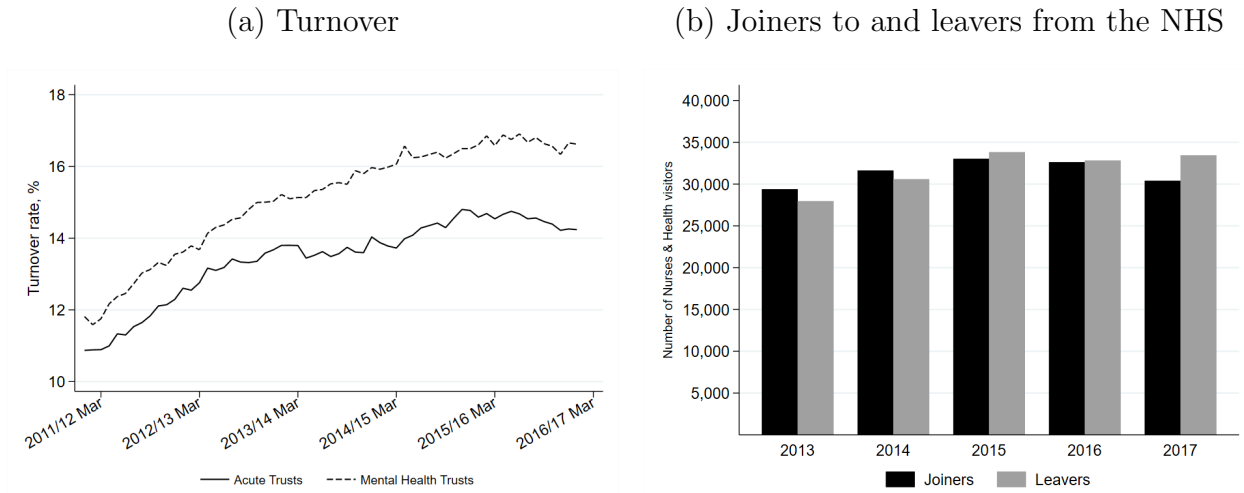 (a) Turnover
Turnover rate, %
18
16
14
12
10
2011/12 Mar
2012/13 Mar
2013/14 Mar
2014/15 Mar
2015/16 Mar
2016/17 Mar
Acute Trusts
Mental Health Trusts
(b) Joiners to and leavers from the NHS
Number of Nurses & Health visitors
40,000
35,000
30,000
25,000
20,000
15,000
10,000
5,000
2013
2014
2015
2016
2017
Joiners
Leavers